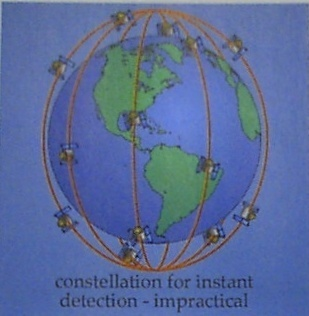 constellation for instant
detection - impractical